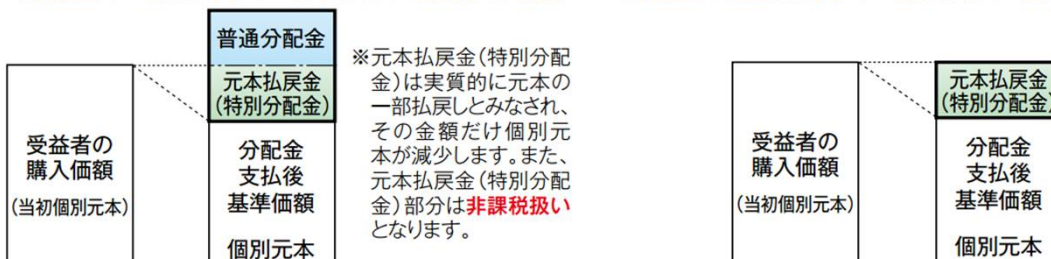 普通分配金
元本払戻金
(特別分配金)
受益者の
購入価額
(当初個別元本)
分配金
支払後
基準価額
個別元本
※元本払戻金(特別分配
金)は実質的に元本の
一部払戻しとみなされ、
その金額だけ個別元
本が減少します。また、
元本払戻金(特別分配
金)部分は非課税扱い
となります。
元本払戻金
(特別分配金)
受益者の
購入価額
(当初個別元本)
分配金
支払後
基準価額
個別元本